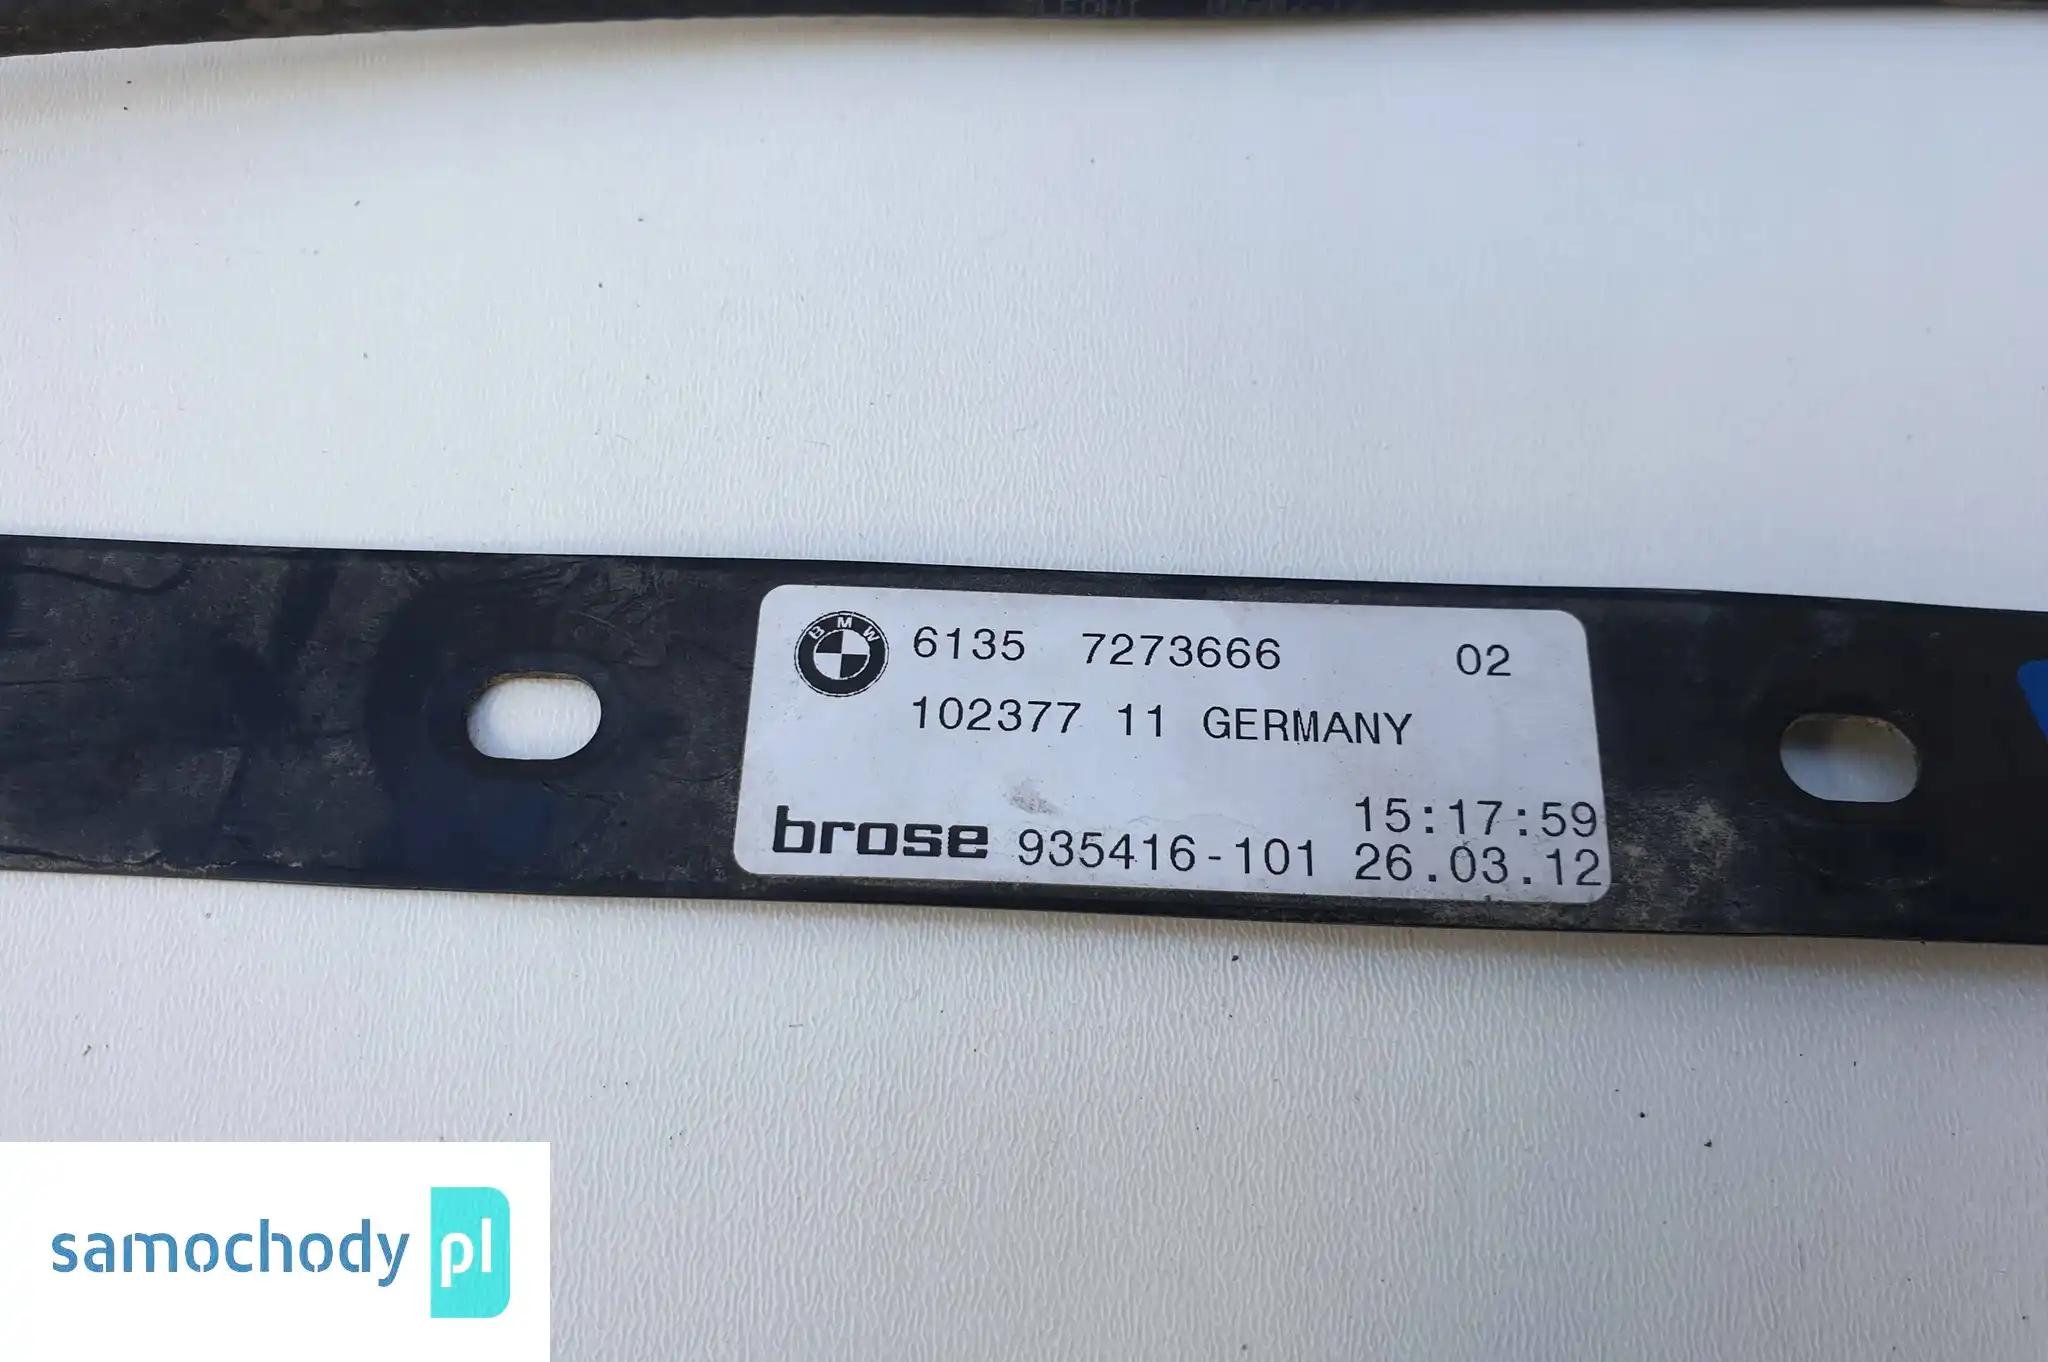 BMW
6135 7273666 02
102377 11 GERMANY
15:17:59
brose 935416-101 26.03.12
samochody pl